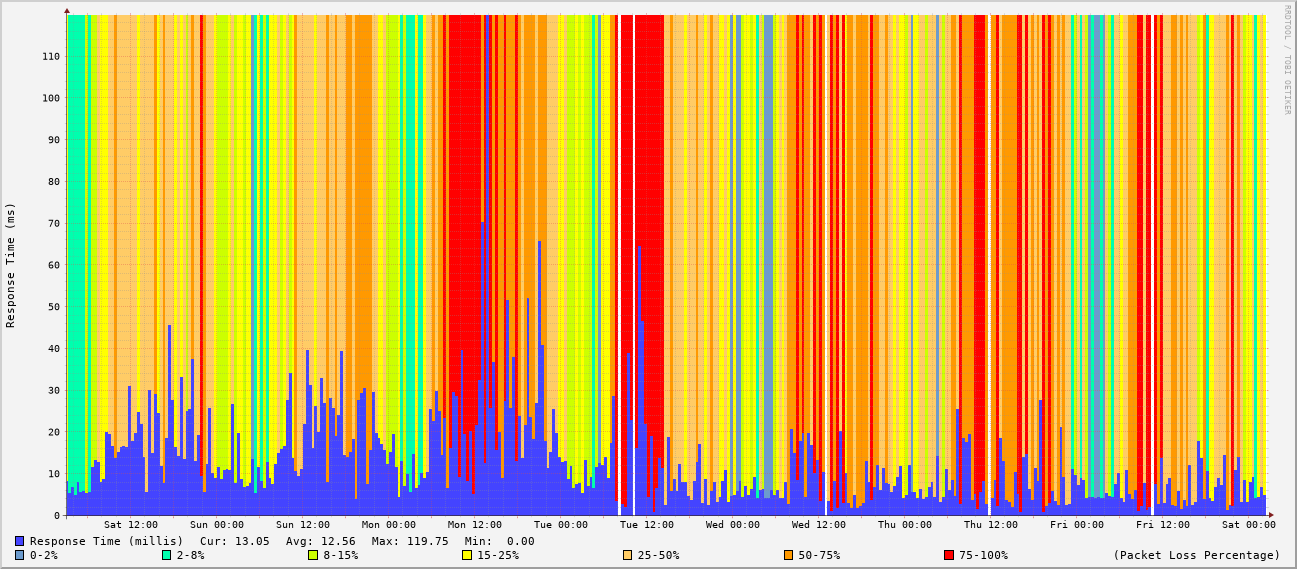 RRDTOOL / TOBI OETIKER
Response Time (ms)
110
100
90
80
70
60
50
40
30
20
10
0
Sat 12:00 Sun 00:00 Sun 12:00 Mon 00:00 Mon 12:00 Tue 00:00 Tue 12:00 Wed 00:00 Wed 12:00 Thu 00:00 Thu 12:00 Fri 00:00 Fri 12:00 Sat 00:00
Response Time (millis) Cur: 13.05 Avg: 12.56 Max: 119.75 Min: 0.00
0-2% 2-8% 8-15% 15-25% 25-50% 50-75% 75-100% (Packet Loss Percentage)